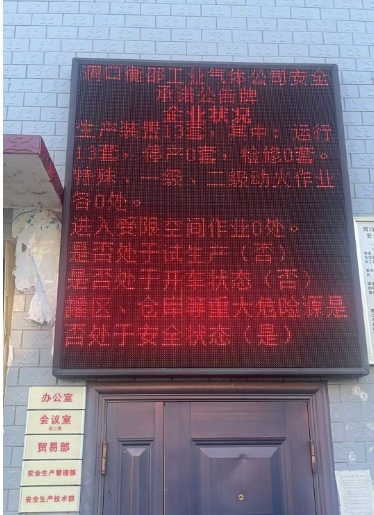 周口衡邵工业气体公司安全
承诺公告牌
企业状况
生产装置13套，其中：运行
13套，停产0套，检修0套。
特殊、一级、二级动火作业
各0处。
进入受限空间作业0处。
是否处于试生产（否）
是否处于开停车状态（否）
罐区、仓库等重大危险源是
否处于安全状态（是）
办公室
会议室
贸易部
安全生产管理部
安全生产技术部